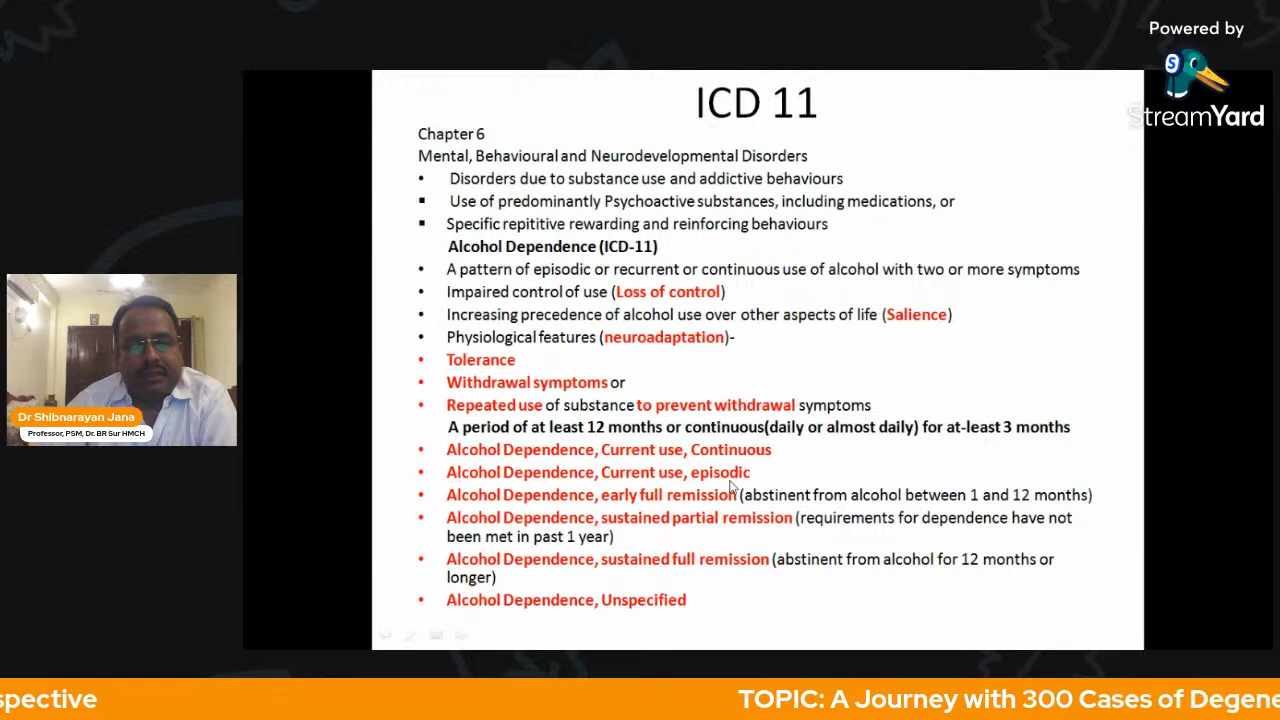 Powered by
S
StreamYard
ICD 11
Chapter 6
Mental, Behavioural and Neurodevelopmental Disorders
• Disorders due to substance use and addictive behaviours
▪ Use of predominantly Psychoactive substances, including medications, or
▪ Specific repititive rewarding and reinforcing behaviours
Alcohol Dependence (ICD-11)
• A pattern of episodic or recurrent or continuous use of alcohol with two or more symptoms
• Impaired control of use (Loss of control)
• Increasing precedence of alcohol use over other aspects of life (Salience)
• Physiological features (neuroadaptation)-
• Tolerance
• Withdrawal symptoms or
• Repeated use of substance to prevent withdrawal symptoms
A period of at least 12 months or continuous(daily or almost daily) for at-least 3 months
• Alcohol Dependence, Current use, Continuous
• Alcohol Dependence, Current use, episodic
• Alcohol Dependence, early full remission (abstinent from alcohol between 1 and 12 months)
• Alcohol Dependence, sustained partial remission (requirements for dependence have not
been met in past 1 year)
• Alcohol Dependence, sustained full remission (abstinent from alcohol for 12 months or
longer)
• Alcohol Dependence, Unspecified
Dr Shibnarayan Jana
Professor, PSM, Dr. BR Sur HMCH
spective
TOPIC: A Journey with 300 Cases of Degene